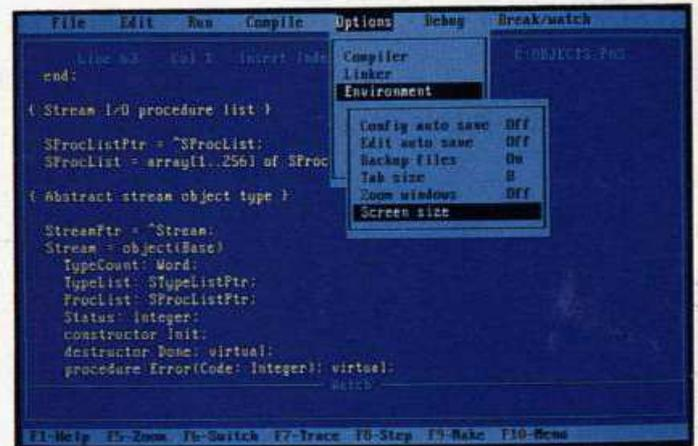 File Edit Run Compile Options Debug Break/watch
Line 63 Col 1 Insert Inde E:OBJECTS.PAS
end;
{ Stream I/O procedure list }
SProcListPtr = ^SProcList;
SProcList = array[1..256] of SProc
{ Abstract stream object type }
StreamPtr = ^Stream;
Stream = object(Base)
TypeCount: Word;
TypeList: STypeListPtr;
ProcList: SProcListPtr;
Status: Integer;
constructor Init;
destructor Done; virtual;
procedure Error(Code: Integer); virtual;
Compiler
Linker
Environment
Config auto save Off
Edit auto save Off
Backup files On
Tab size 8
Zoom windows Off
Screen size
Watch
F1-Help F5-Zoom F6-Switch F7-Trace F8-Step F9-Make F10-Menu